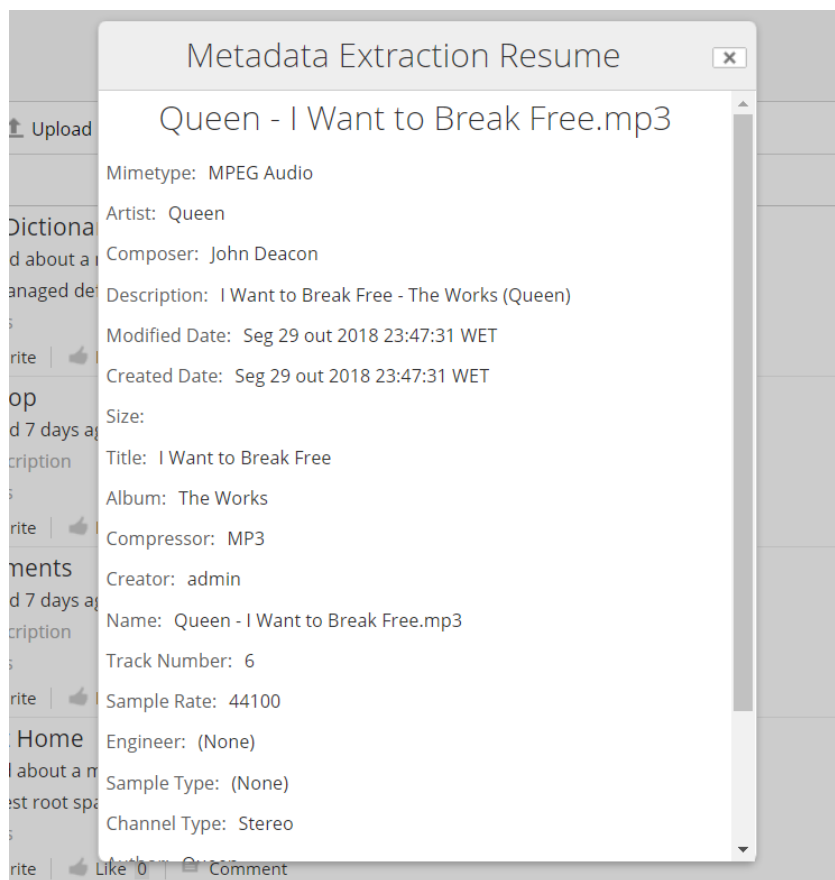 Metadata Extraction Resume
Queen - I Want to Break Free.mp3
Upload
Mimetype: MPEG Audio
Artist: Queen
Dictiona
Composer: John Deacon
d about a
Description: I Want to Break Free - The Works (Queen)
anaged def
Modified Date: Seg 29 out 2018 23:47:31 WET
rite
Created Date: Seg 29 out 2018 23:47:31 WET
op
Size:
d 7 days ag
Title: I Want to Break Free
cription
Album: The Works
rite
Compressor: MP3
ments
Creator: admin
d 7 days ag
Name: Queen - I Want to Break Free.mp3
cription
Track Number: 6
rite
Sample Rate: 44100
Home
Engineer: (None)
about a m
Sample Type: (None)
est root spa
Channel Type: Stereo
Author: Queen
rite Like 0 Comment